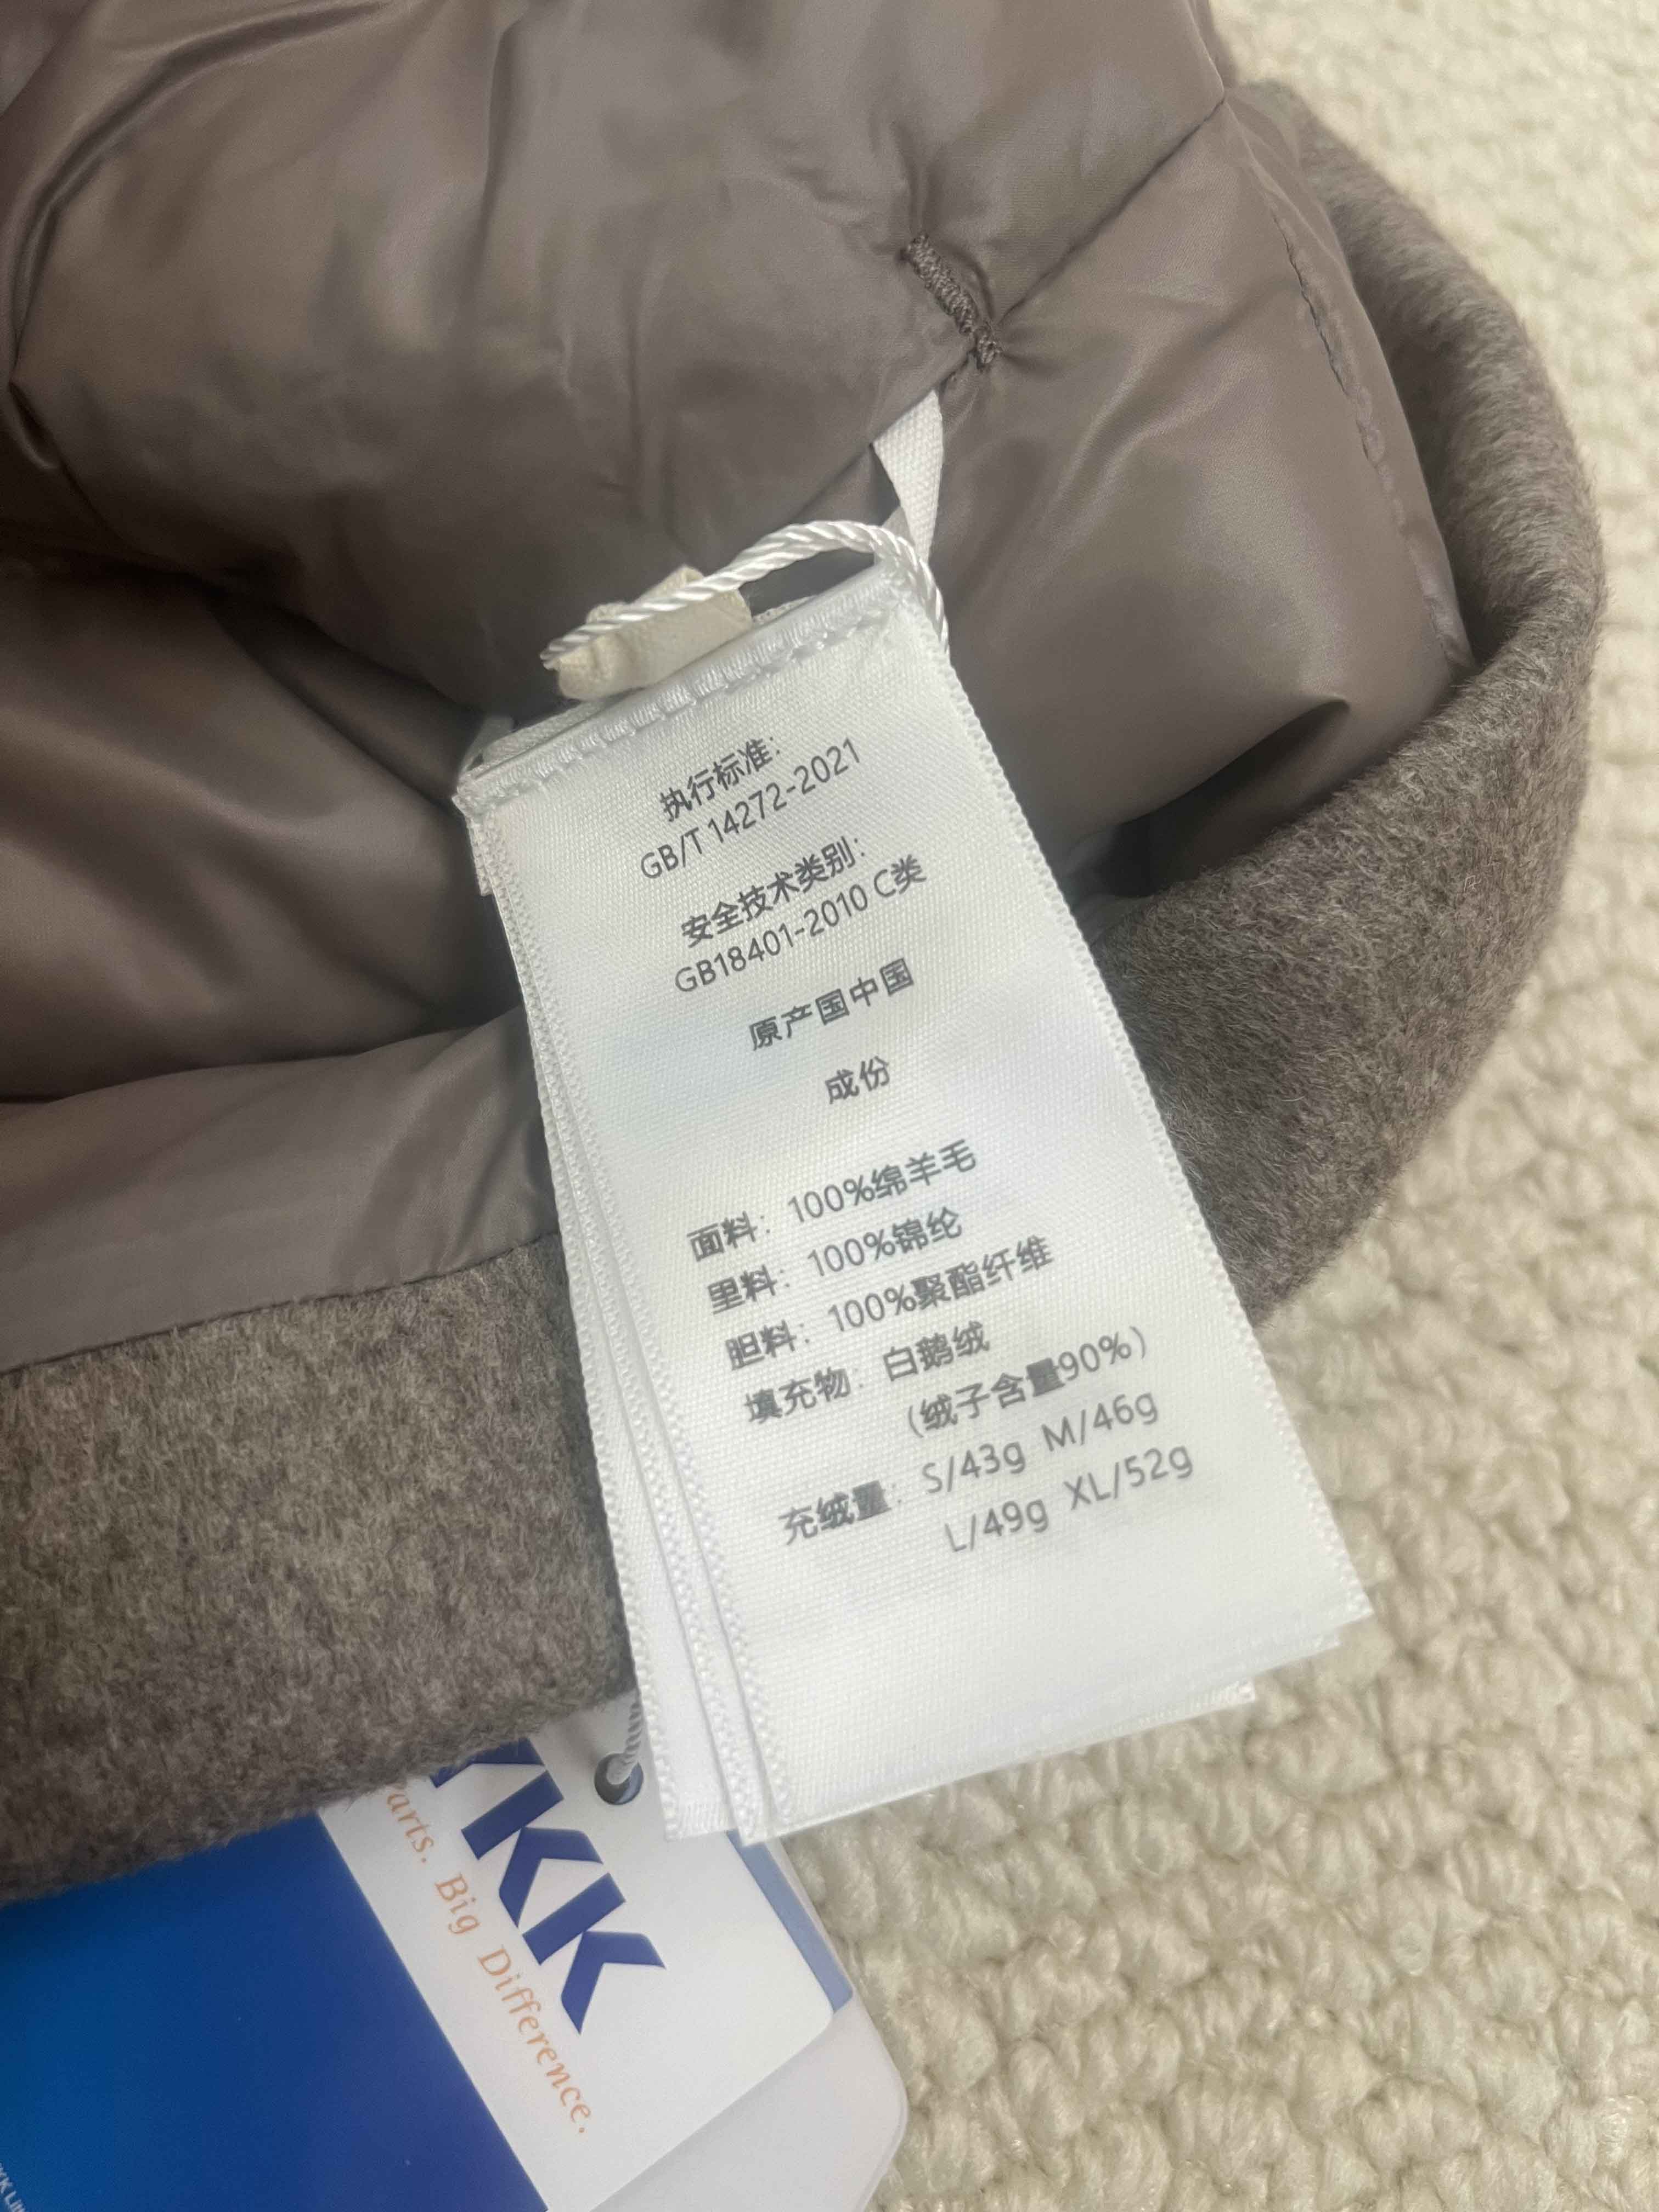 执行标准:
GB/T 14272-2021
安全技术类别:
GB18401-2010 C类
原产国中国
成份
面料: 100%绵羊毛
里料: 100%锦纶
胆料: 100%聚酯纤维
填充物: 白鹅绒
(绒子含量90%)
充绒量: S/43g M/46g
L/49g XL/52g
YKK
arts. Big Difference.